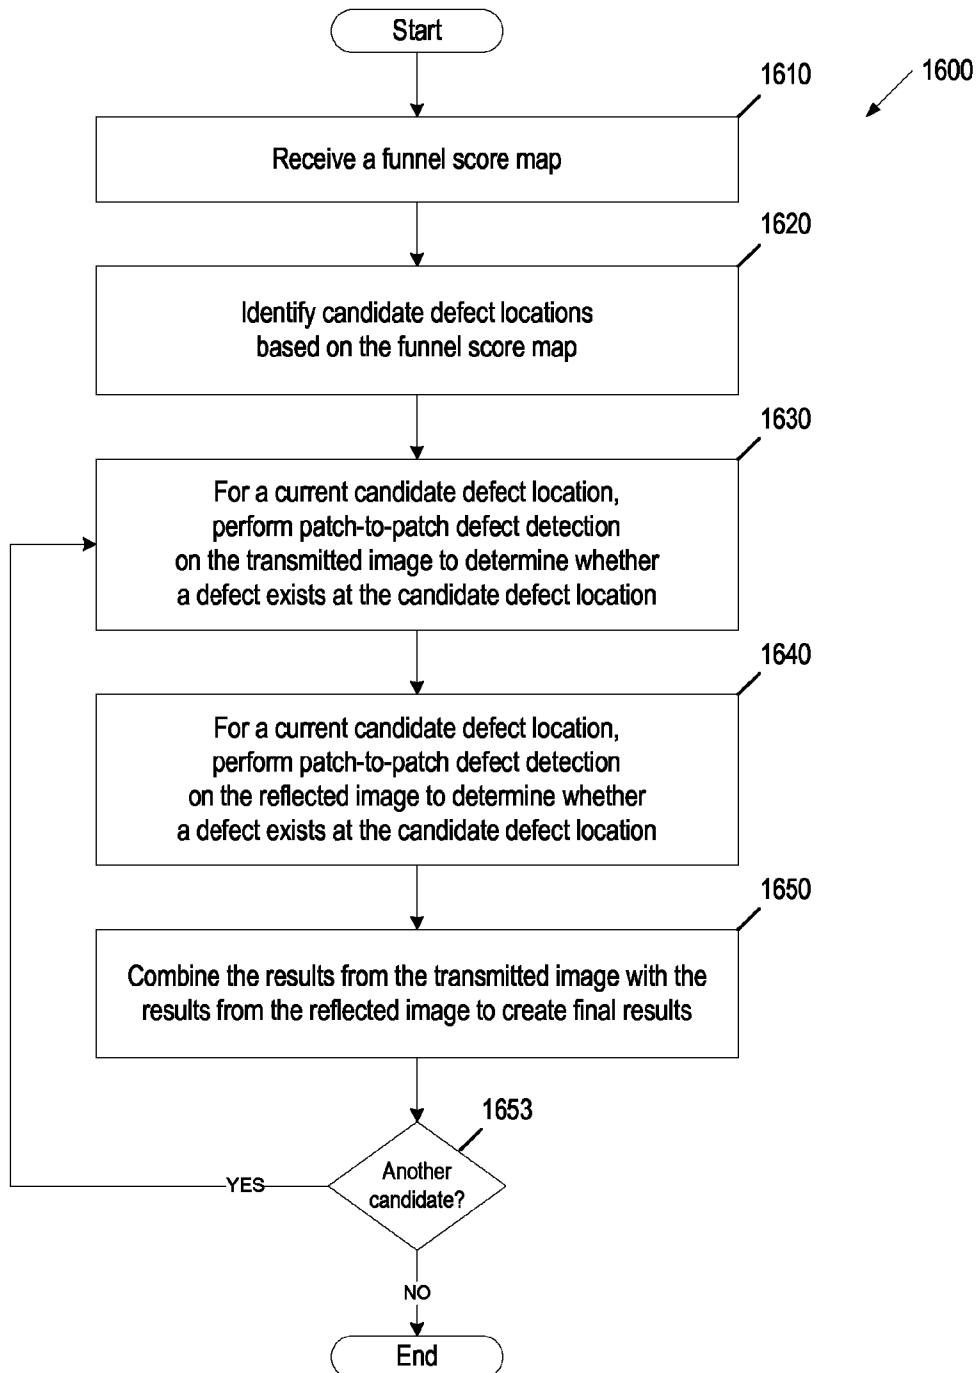 Start
1600
1610
Receive a funnel score map
1620
Identify candidate defect locations
based on the funnel score map
1630
For a current candidate defect location,
perform patch-to-patch defect detection
on the transmitted image to determine whether
a defect exists at the candidate defect location
1640
For a current candidate defect location,
perform patch-to-patch defect detection
on the reflected image to determine whether
a defect exists at the candidate defect location
1650
Combine the results from the transmitted image with the
results from the reflected image to create final results
1653
Another
candidate?
YES
NO
End